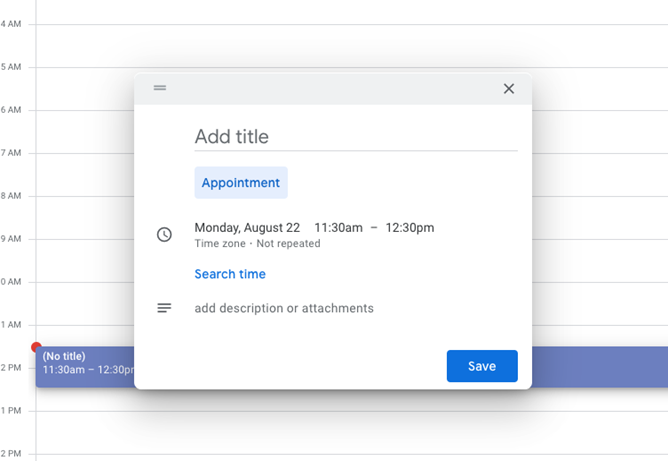 4 AM
5 AM
6 AM
7 AM
8 AM
9 AM
0 AM
1 AM
2 PM
1 PM
2 PM
Add title
Appointment
Monday, August 22 11:30am – 12:30pm
Time zone · Not repeated
Search time
add description or attachments
Save
(No title)
11:30am – 12:30pr